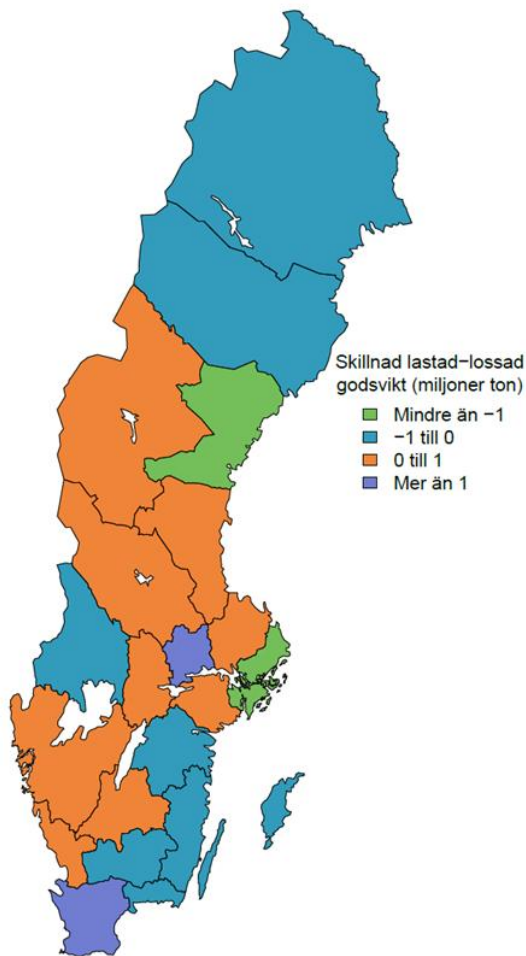 Skillnad lastad−lossad
godsvikt (miljoner ton)
Mindre än −1
−1 till 0
0 till 1
Mer än 1